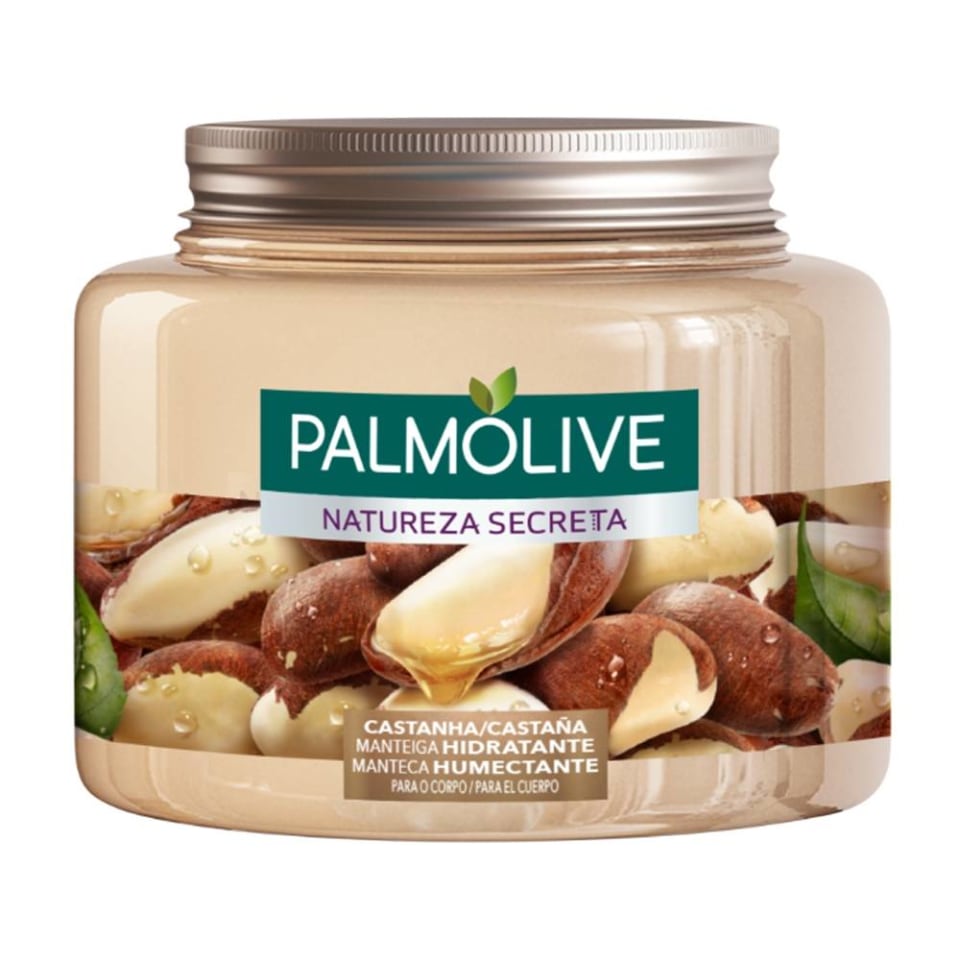 PALMOLIVE
NATUREZA SECRETA
CASTANHA/CASTAÑA
MANTEIGA HIDRATANTE
MANTECA HUMECTANTE
PARA O CORPO / PARA EL CUERPO